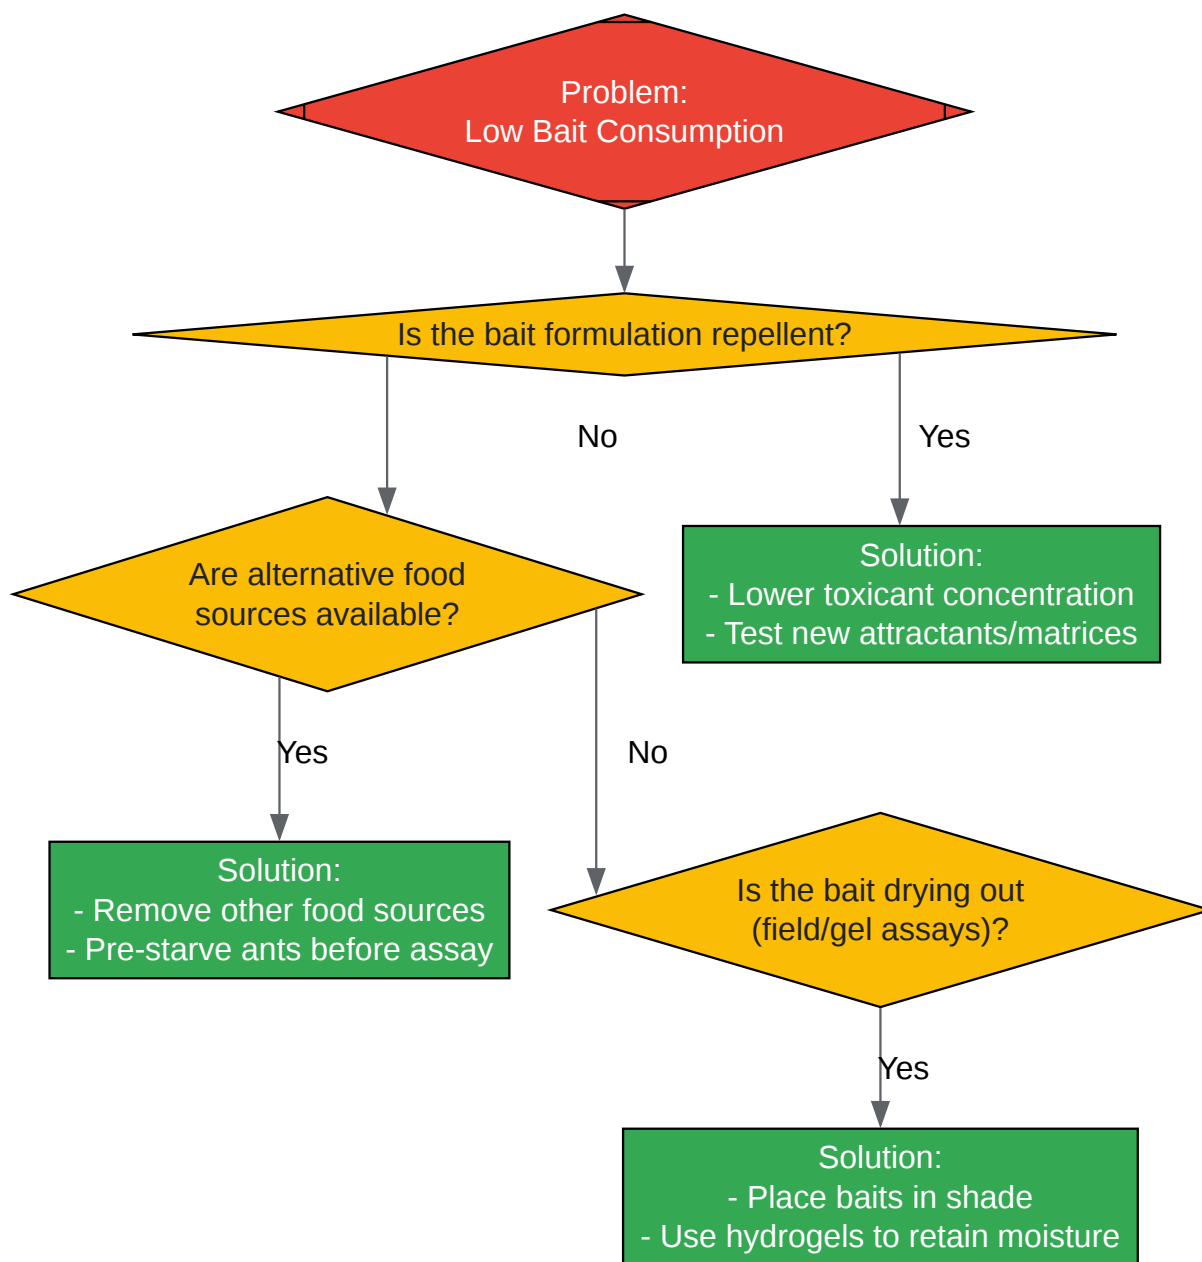 Problem:
Low Bait Consumption
Is the bait formulation repellent?
No
Yes
Are alternative food
sources available?
Solution:
- Lower toxicant concentration
- Test new attractants/matrices
Yes
No
Solution:
- Remove other food sources
- Pre-starve ants before assay
Is the bait drying out
(field/gel assays)?
Yes
Solution:
- Place baits in shade
- Use hydrogels to retain moisture